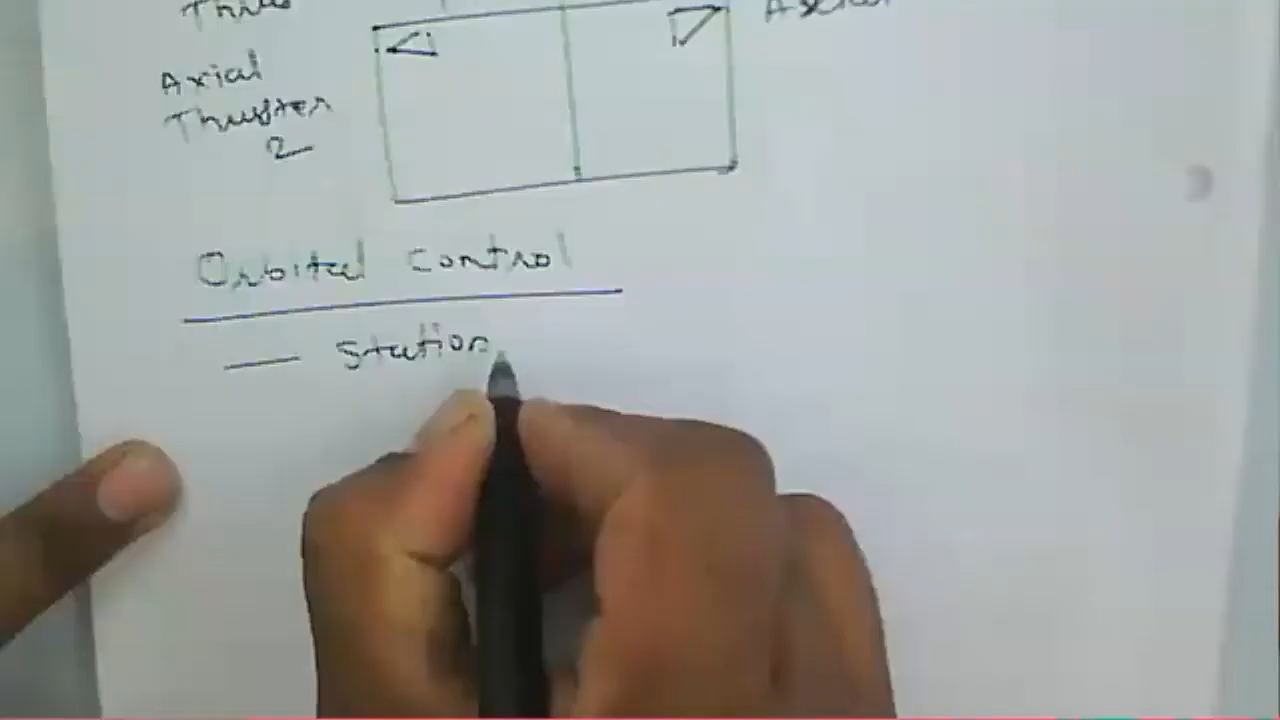 Axial
Thruster
2
Orbital Control
— Station